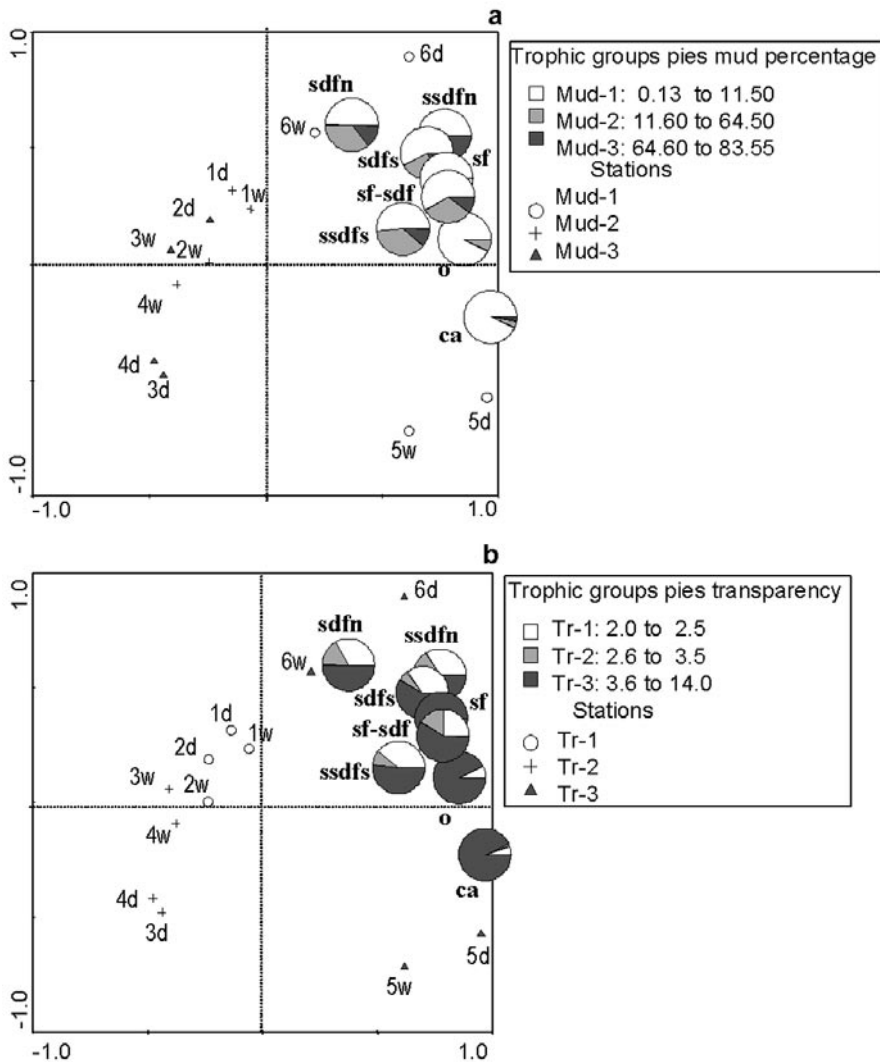 a
1.0
6d
sdfn
ssdfn
6w
sdfs
sf
1d
1w
sf-sdf
2d
3w
2w
ssdfs
o
4w
ca
4d
3d
5d
5w
-1.0
-1.0
1.0
Trophic groups pies mud percentage
Mud-1: 0.13 to 11.50
Mud-2: 11.60 to 64.50
Mud-3: 64.60 to 83.55
Stations
Mud-1
Mud-2
Mud-3
b
1.0
6d
sdfn
ssdfn
6w
sdfs
sf
1d
1w
sf-sdf
2d
3w
2w
ssdfs
o
4w
ca
4d
3d
5d
5w
-1.0
-1.0
1.0
Trophic groups pies transparency
Tr-1: 2.0 to 2.5
Tr-2: 2.6 to 3.5
Tr-3: 3.6 to 14.0
Stations
Tr-1
Tr-2
Tr-3